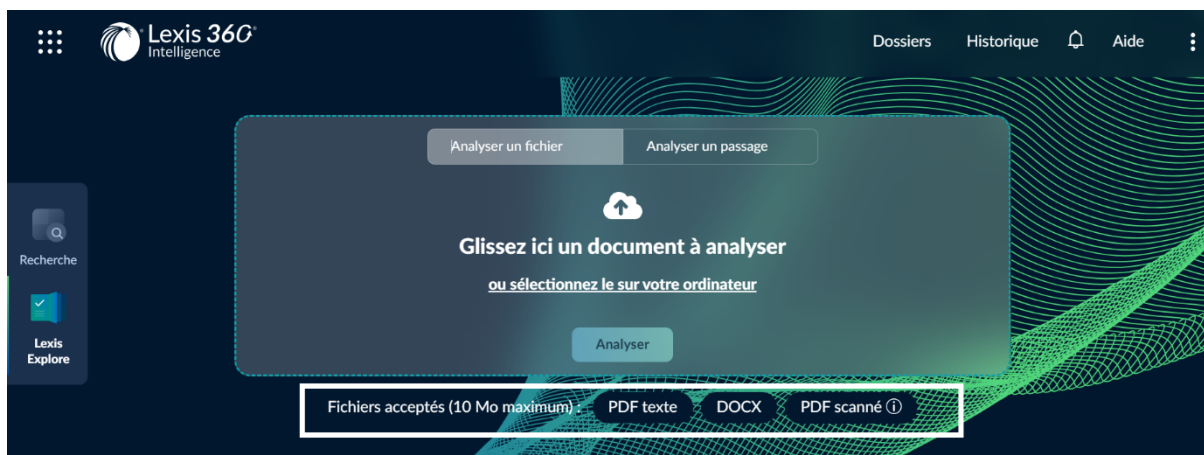 Lexis 360
Intelligence
Dossiers Historique Aide
Analyser un fichier Analyser un passage
Glissez ici un document à analyser
ou sélectionnez le sur votre ordinateur
Analyser
Recherche
Lexis
Explore
Fichiers acceptés (10 Mo maximum) : PDF texte DOCX PDF scanné ⓘ